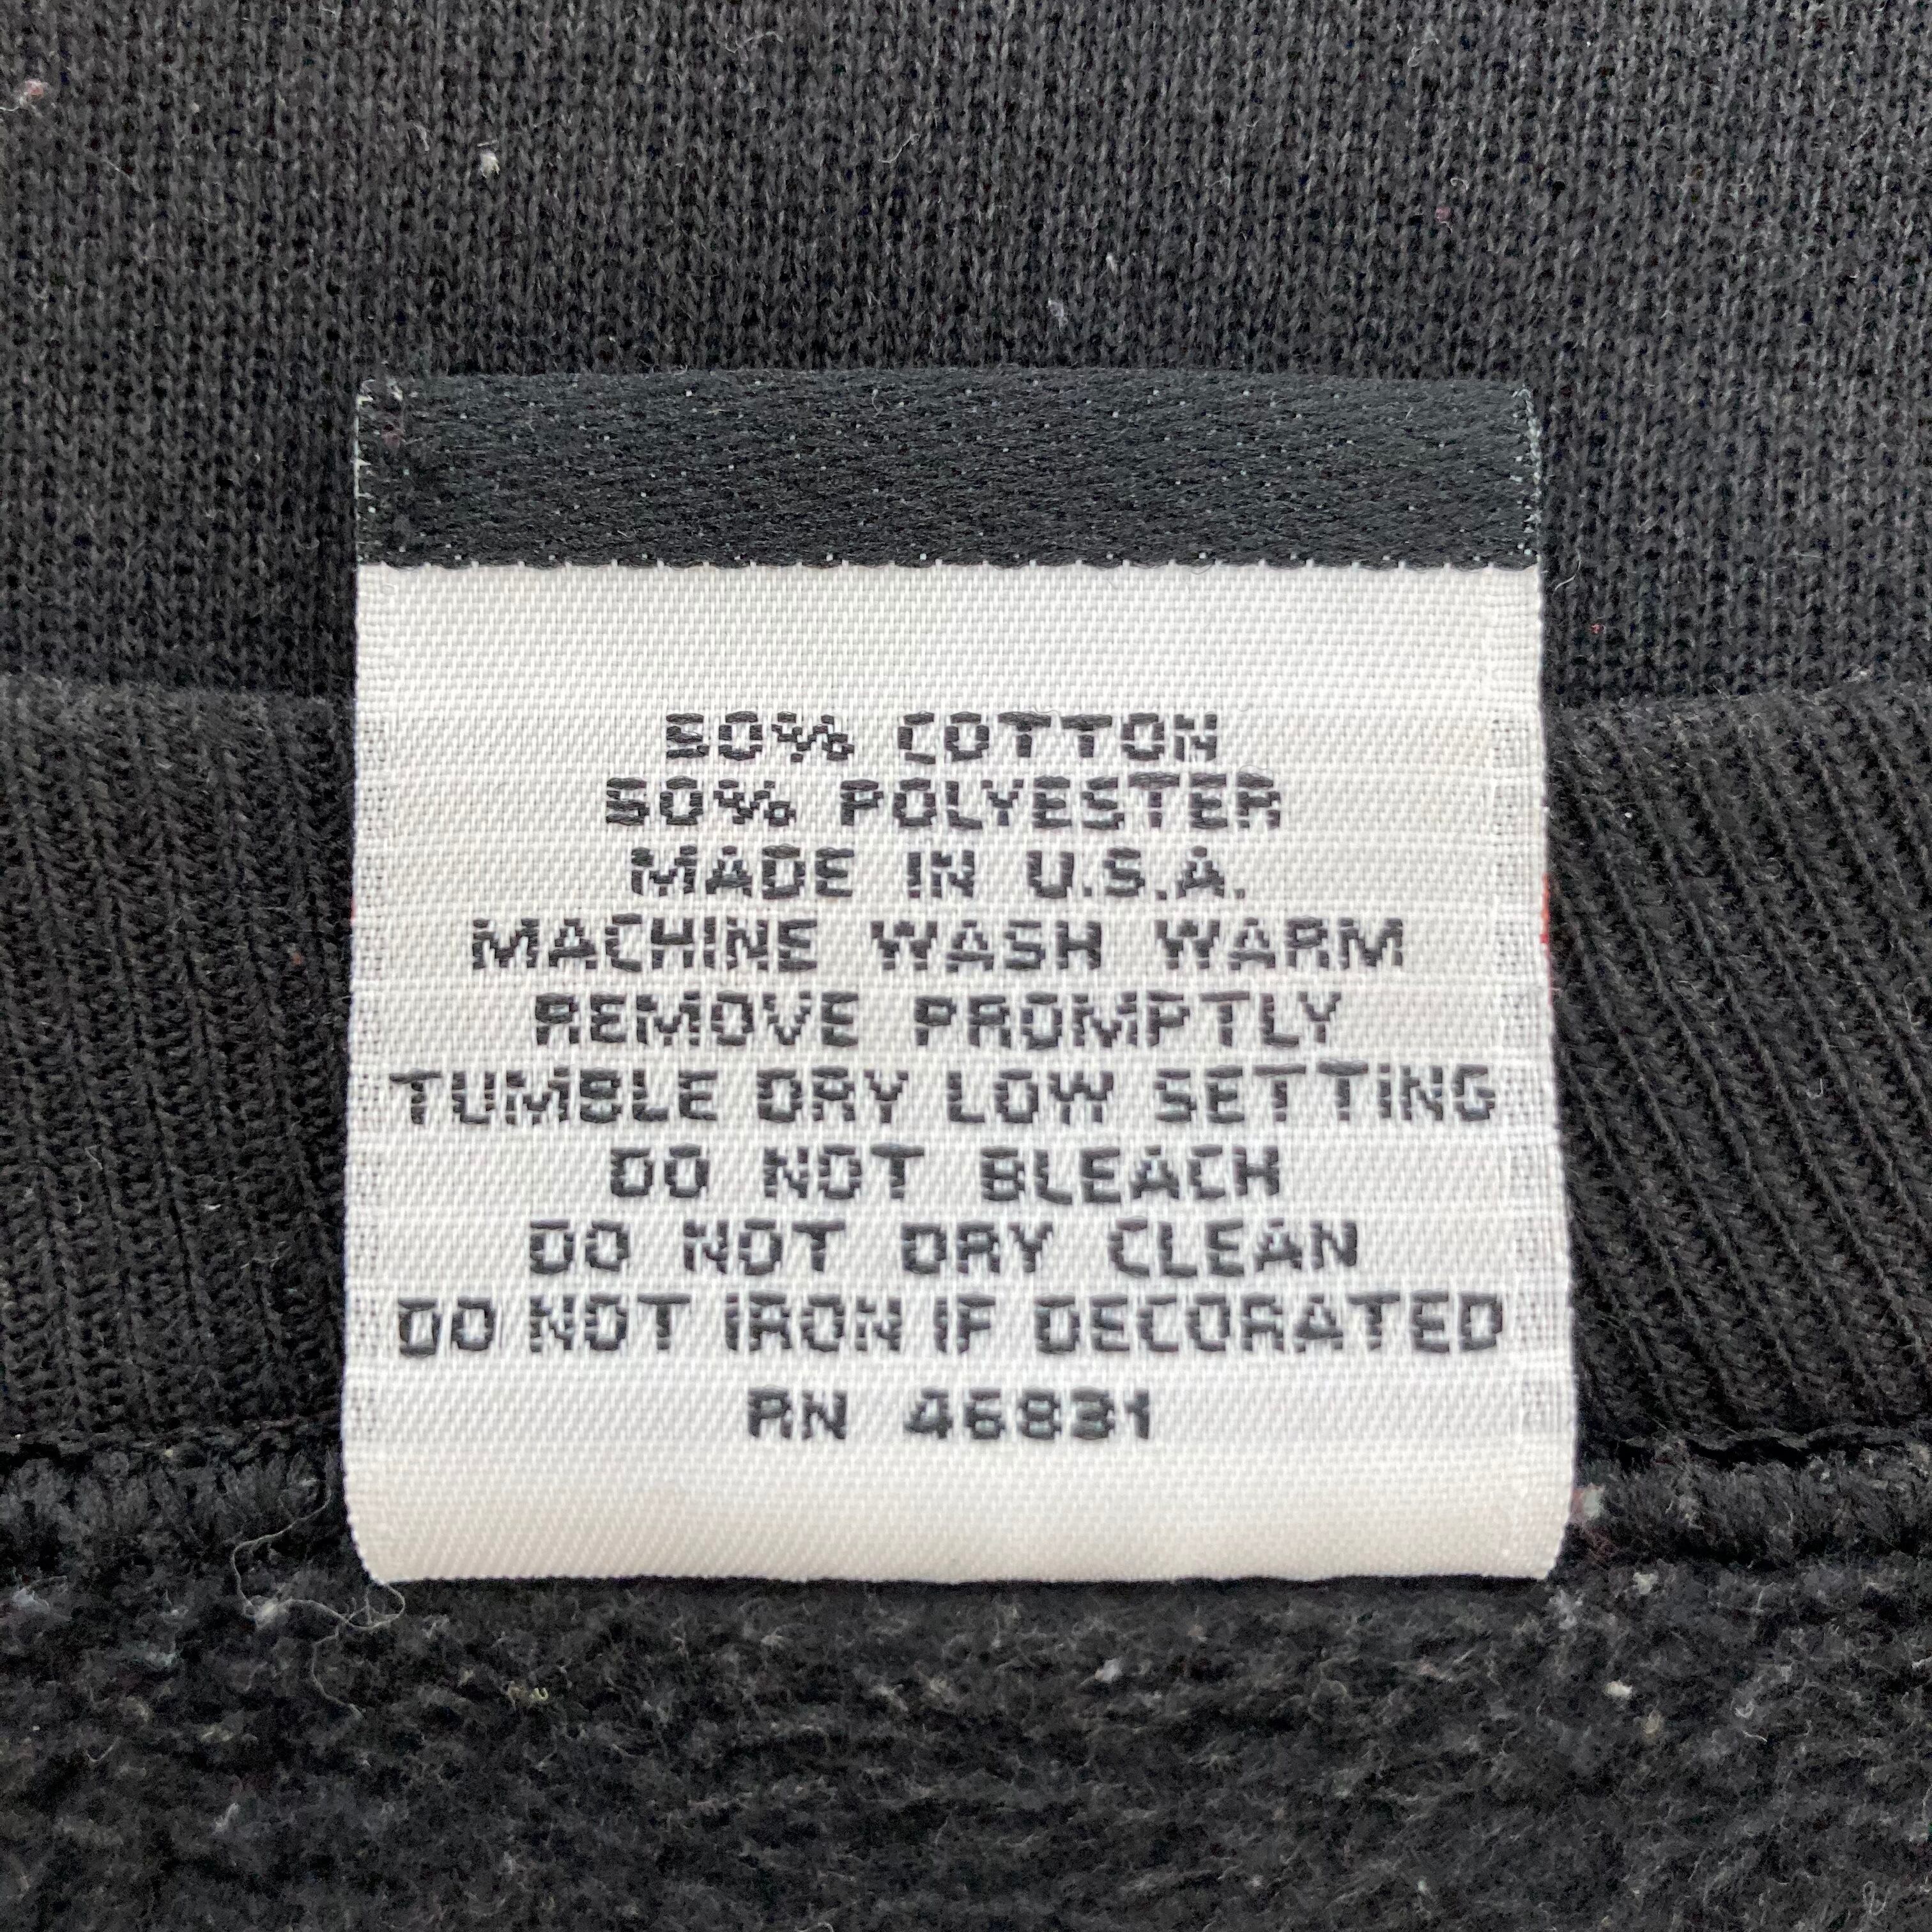 50% COTTON
50% POLYESTER
MADE IN U.S.A.
MACHINE WASH WARM
REMOVE PROMPTLY
TUMBLE DRY LOW SETTING
DO NOT BLEACH
DO NOT DRY CLEAN
DO NOT IRON IF DECORATED
RN 46831